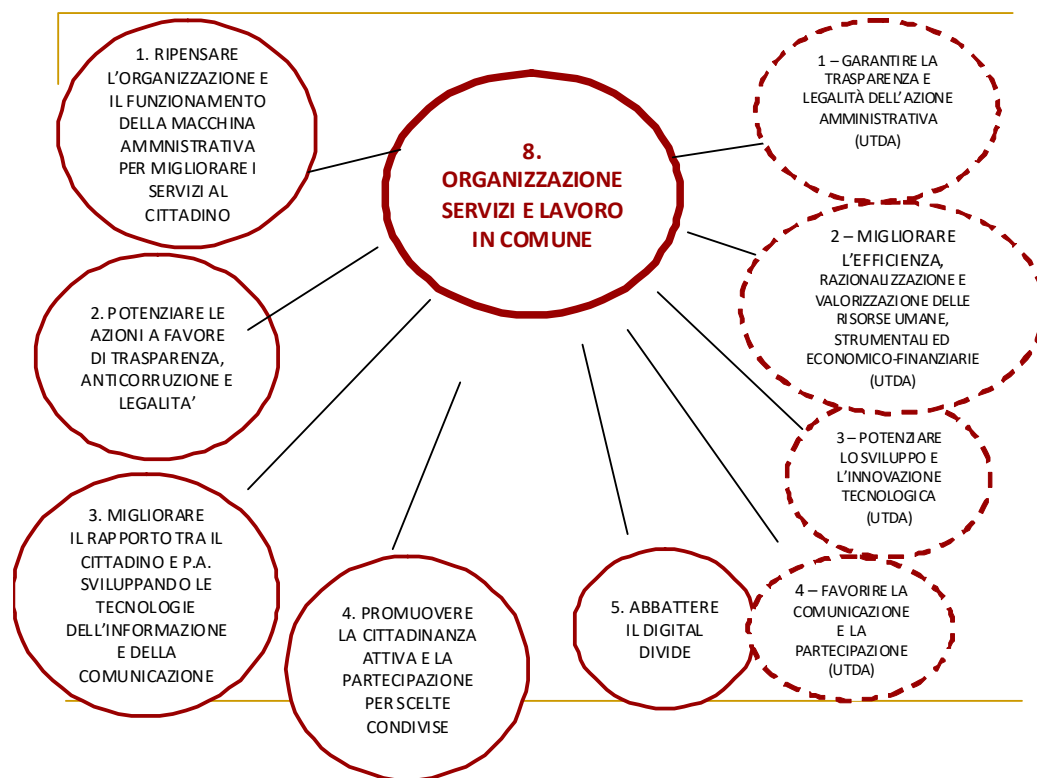 1. RIPENSARE
L’ORGANIZZAZIONE E
IL FUNZIONAMENTO
DELLA MACCHINA
AMMNISTRATIVA
PER MIGLIORARE I
SERVIZI AL
CITTADINO
8.
ORGANIZZAZIONE
SERVIZI E LAVORO
IN COMUNE
1 – GARANTIRE LA
TRASPARENZA E
LEGALITÀ DELL’AZIONE
AMMINISTRATIVA
(UTDA)
2 – MIGLIORARE
L’EFFICIENZA,
RAZIONALIZZAZIONE E
VALORIZZAZIONE DELLE
RISORSE UMANE,
STRUMENTALI ED
ECONOMICO-FINANZIARIE
(UTDA)
2. POTENZIARE LE
AZIONI A FAVORE
DI TRASPARENZA,
ANTICORRUZIONE E
LEGALITA’
3 – POTENZIARE
LO SVILUPPO E
L’INNOVAZIONE
TECNOLOGICA
(UTDA)
3. MIGLIORARE
IL RAPPORTO TRA IL
CITTADINO E P.A.
SVILUPPANDO LE
TECNOLOGIE
DELL’INFORMAZIONE
E DELLA
COMUNICAZIONE
4. PROMUOVERE
LA CITTADINANZA
ATTIVA E LA
PARTECIPAZIONE
PER SCELTE
CONDIVISE
5. ABBATTERE
IL DIGITAL
DIVIDE
4 – FAVORIRE LA
COMUNICAZIONE
E LA
PARTECIPAZIONE
(UTDA)